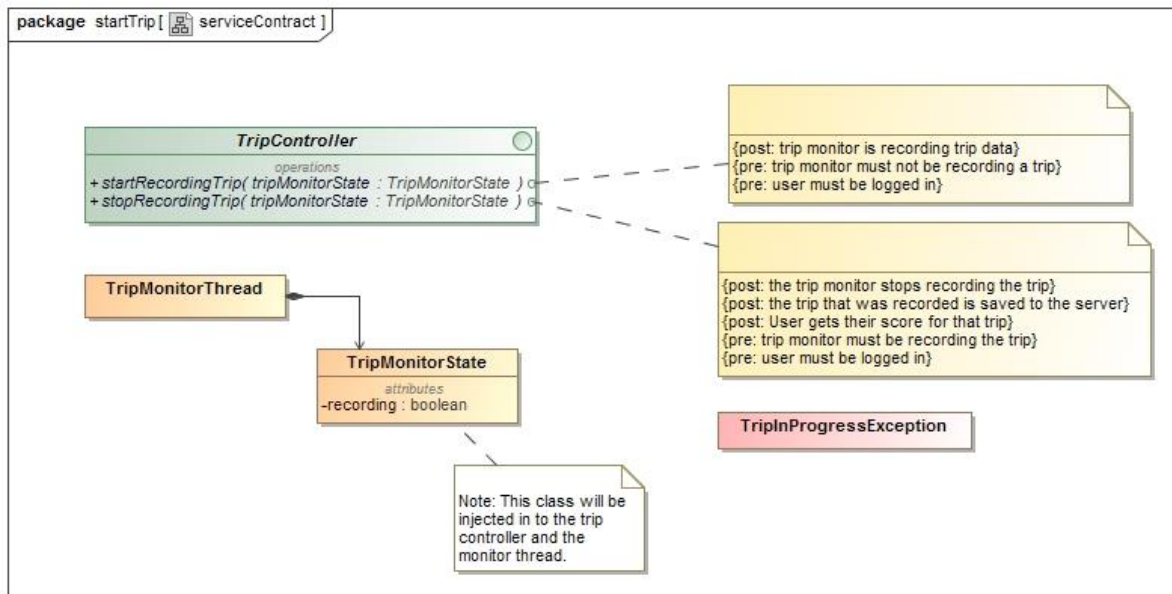 package startTrip [ serviceContract ]
TripController
operations
+ startRecordingTrip( tripMonitorState : TripMonitorState )
+ stopRecordingTrip( tripMonitorState : TripMonitorState )
{post: trip monitor is recording trip data}
{pre: trip monitor must not be recording a trip}
{pre: user must be logged in}
{post: the trip monitor stops recording the trip}
{post: the trip that was recorded is saved to the server}
{post: User gets their score for that trip}
{pre: trip monitor must be recording the trip}
{pre: user must be logged in}
TripMonitorThread
TripMonitorState
attributes
-recording : boolean
TripInProgressException
Note: This class will be
injected in to the trip
controller and the
monitor thread.